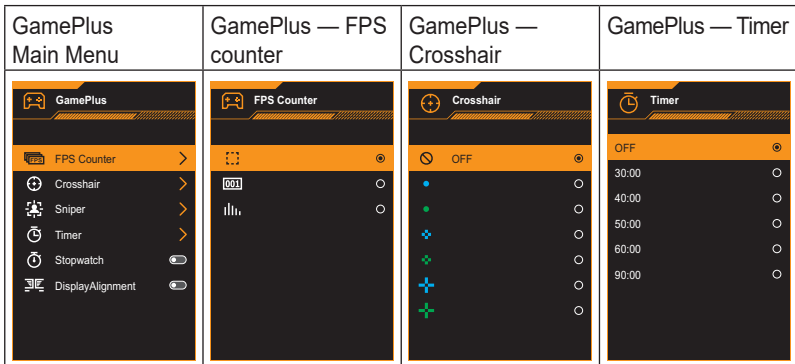 GamePlus
Main Menu
GamePlus — FPS
counter
GamePlus —
Crosshair
GamePlus — Timer
GamePlus
FPS
FPS Counter
Crosshair
Sniper
Timer
Stopwatch
DisplayAlignment
FPS Counter
001
Crosshair
OFF
Timer
OFF
30:00
40:00
50:00
60:00
90:00